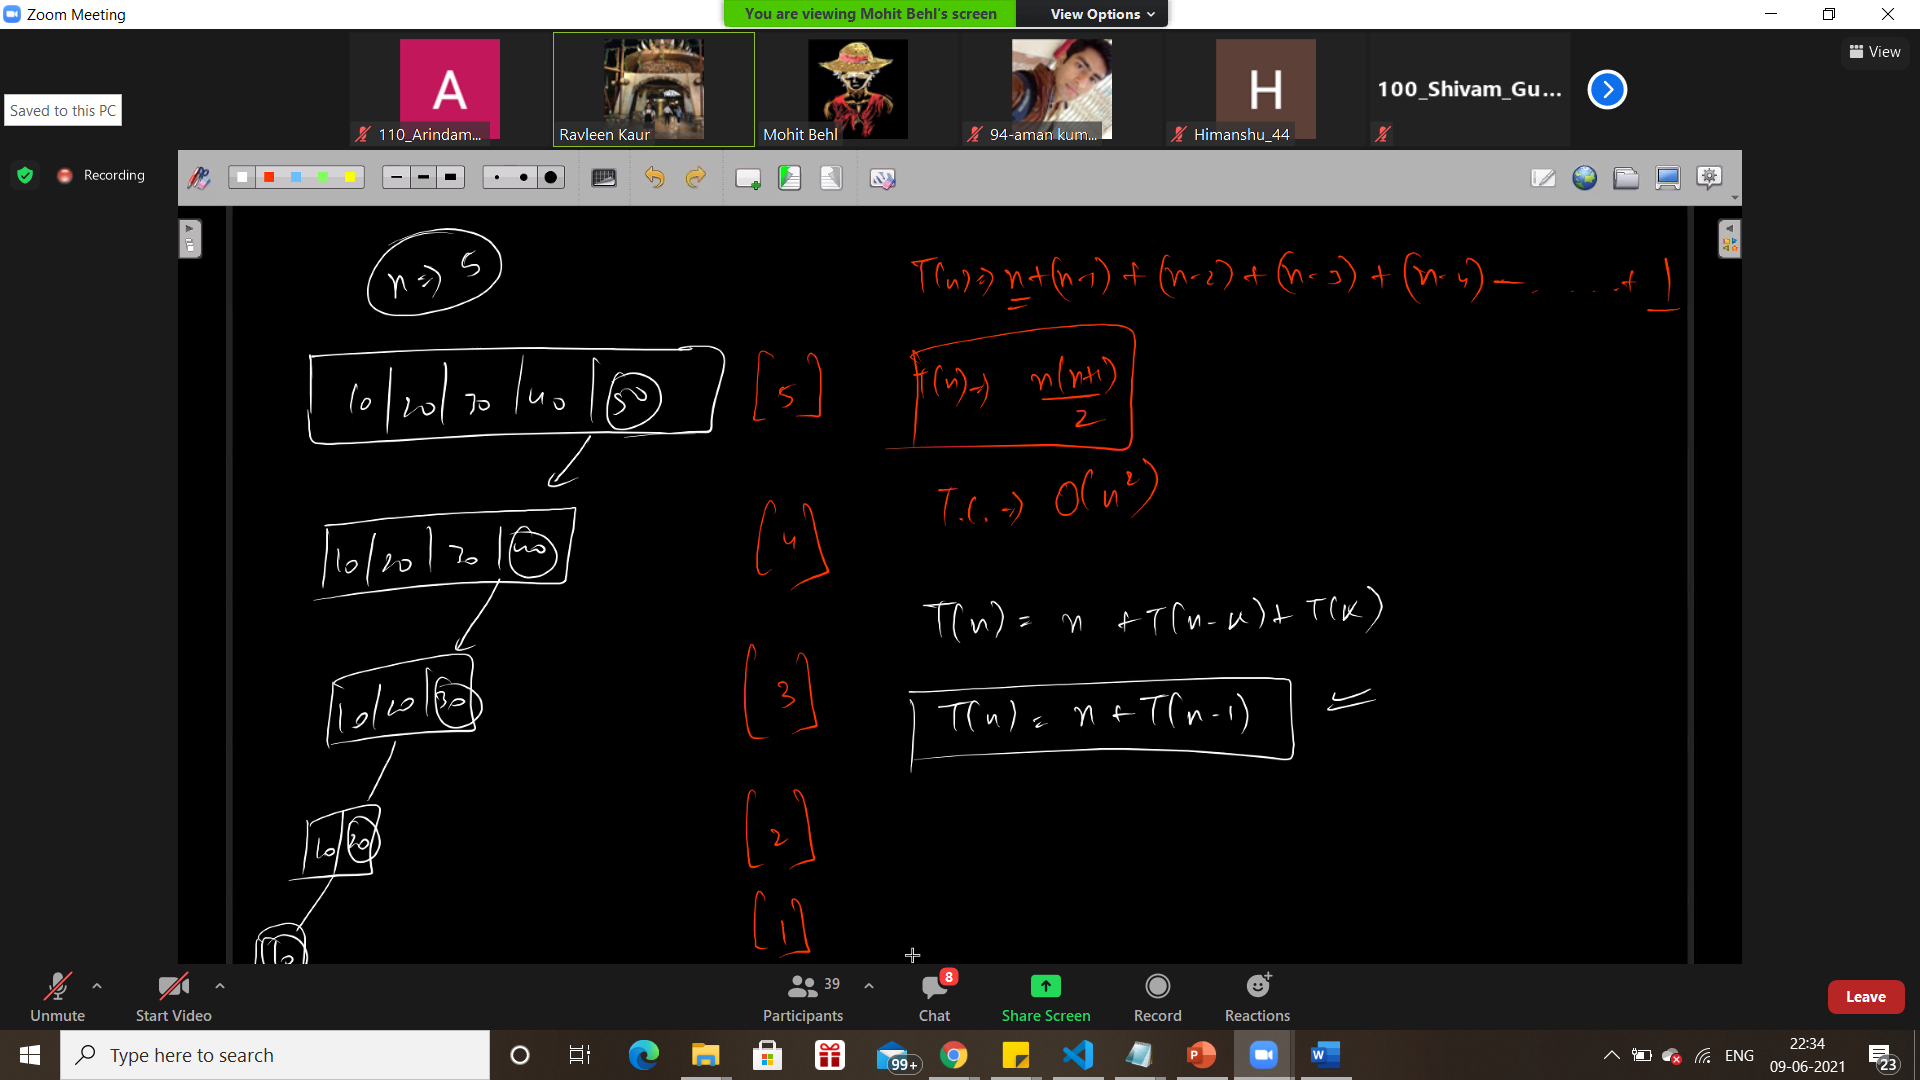 Zoom Meeting
You are viewing Mohit Behl's screen
View Options
View
Saved to this PC
A
H
100_Shivam_Gu...
110_Arindam...
Ravleen Kaur
Mohit Behl
94-aman kum...
Himanshu_44
Recording
n => 5
T(n) => n + (n-1) + (n-2) + (n-3) + (n-4) - . . . . . + 1
10 | 20 | 30 | 40 | 50
[5]
T(n) => n(n+1)/2
T.C. => O(n²)
10 | 20 | 30 | 40
[4]
T(n) = n + T(n-k) + T(k)
10 | 20 | 30
[3]
T(n) = n + T(n-1)
10 | 20
[2]
10
[1]
Unmute
Start Video
39
Participants
8
Chat
Share Screen
Record
Reactions
Leave
Type here to search
99+
ENG
22:34
09-06-2021
23